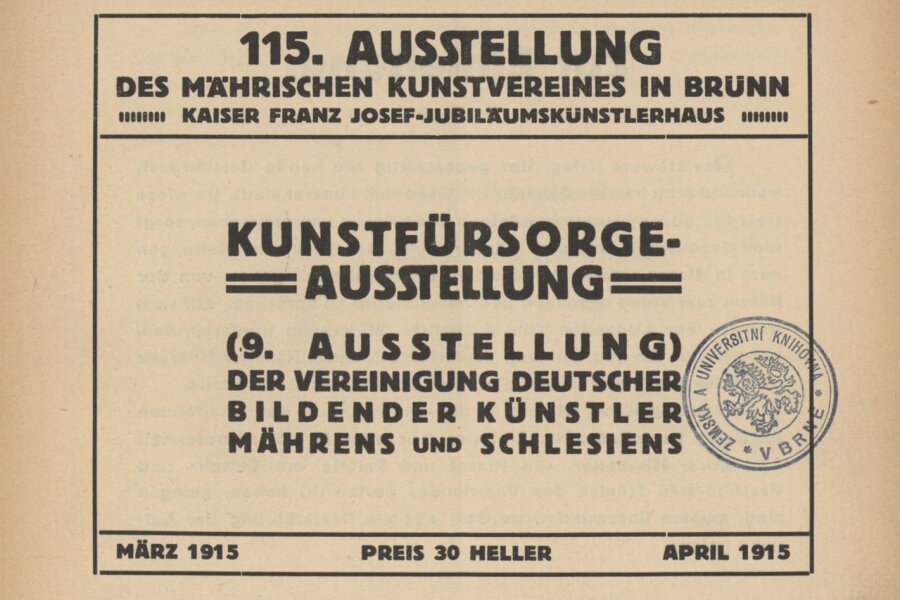 115. AUSSTELLUNG
DES MÄHRISCHEN KUNSTVEREINES IN BRÜNN
KAISER FRANZ JOSEF-JUBILÄUMSKÜNSTLERHAUS
KUNSTFÜRSORGE-
AUSSTELLUNG
(9. AUSSTELLUNG)
DER VEREINIGUNG DEUTSCHER
BILDENDER KÜNSTLER
MÄHRENS UND SCHLESIENS
ZEMSKÁ A UNIVERSITNÍ KNIHOVNA
V BRNĚ
MÄRZ 1915 PREIS 30 HELLER APRIL 1915